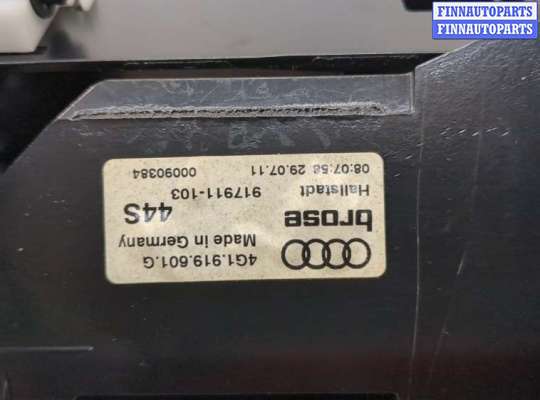 FINNAUTOPARTS
FINNAUTOPARTS
4G1.919.601.G
Made in Germany
brose
44S
Hallstadt
917911-103
08:07:58 29.07.11
00090384